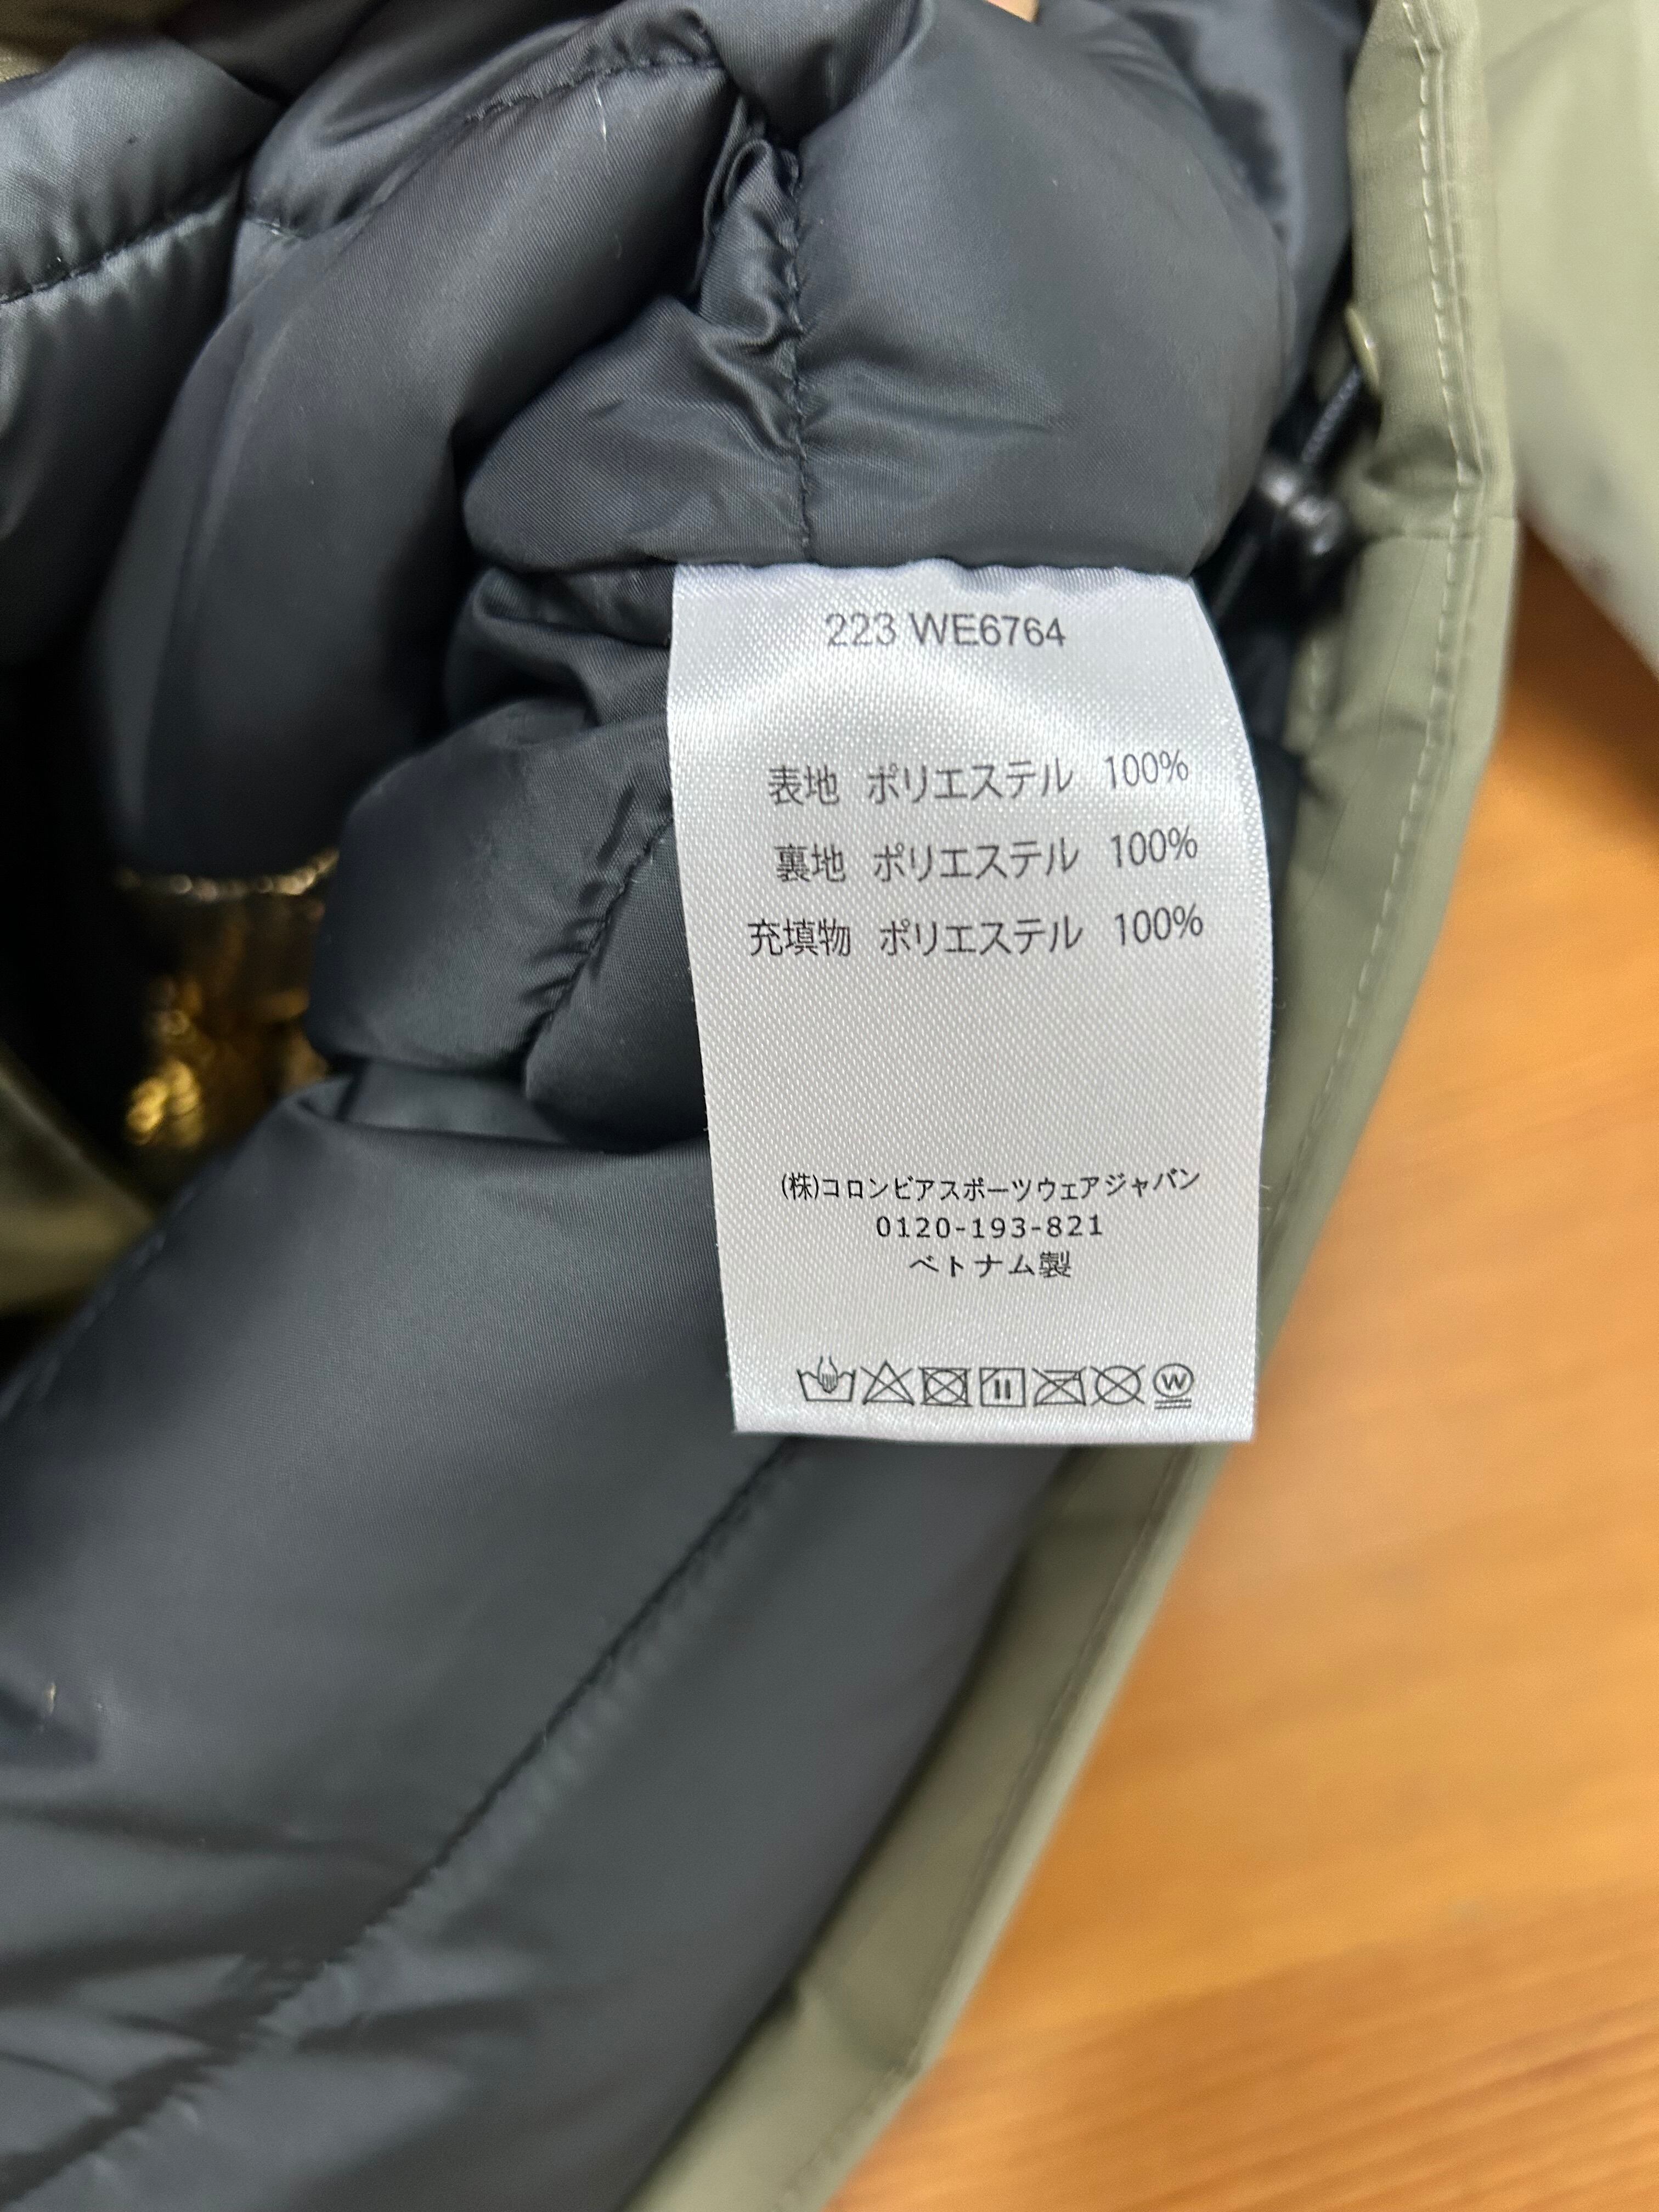 223 WE6764
表地 ポリエステル 100%
裏地 ポリエステル 100%
充填物 ポリエステル 100%
(株)コロンビアスポーツウェアジャパン
0120-193-821
ベトナム製
W